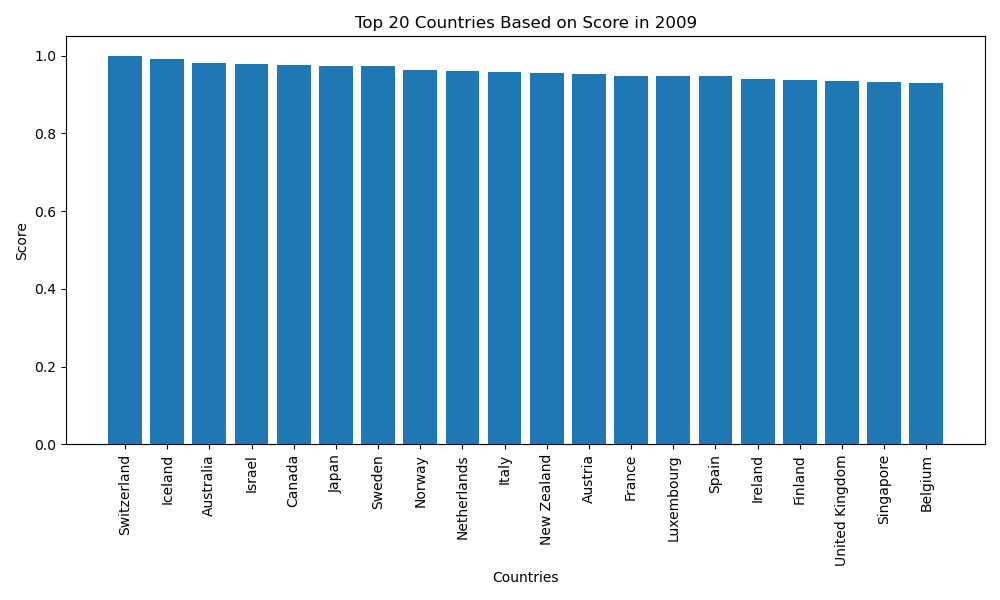 Top 20 Countries Based on Score in 2009
Score
1.0
0.8
0.6
0.4
0.2
0.0
Switzerland
Iceland
Australia
Israel
Canada
Japan
Sweden
Norway
Netherlands
Italy
New Zealand
Austria
France
Luxembourg
Spain
Ireland
Finland
United Kingdom
Singapore
Belgium
Countries